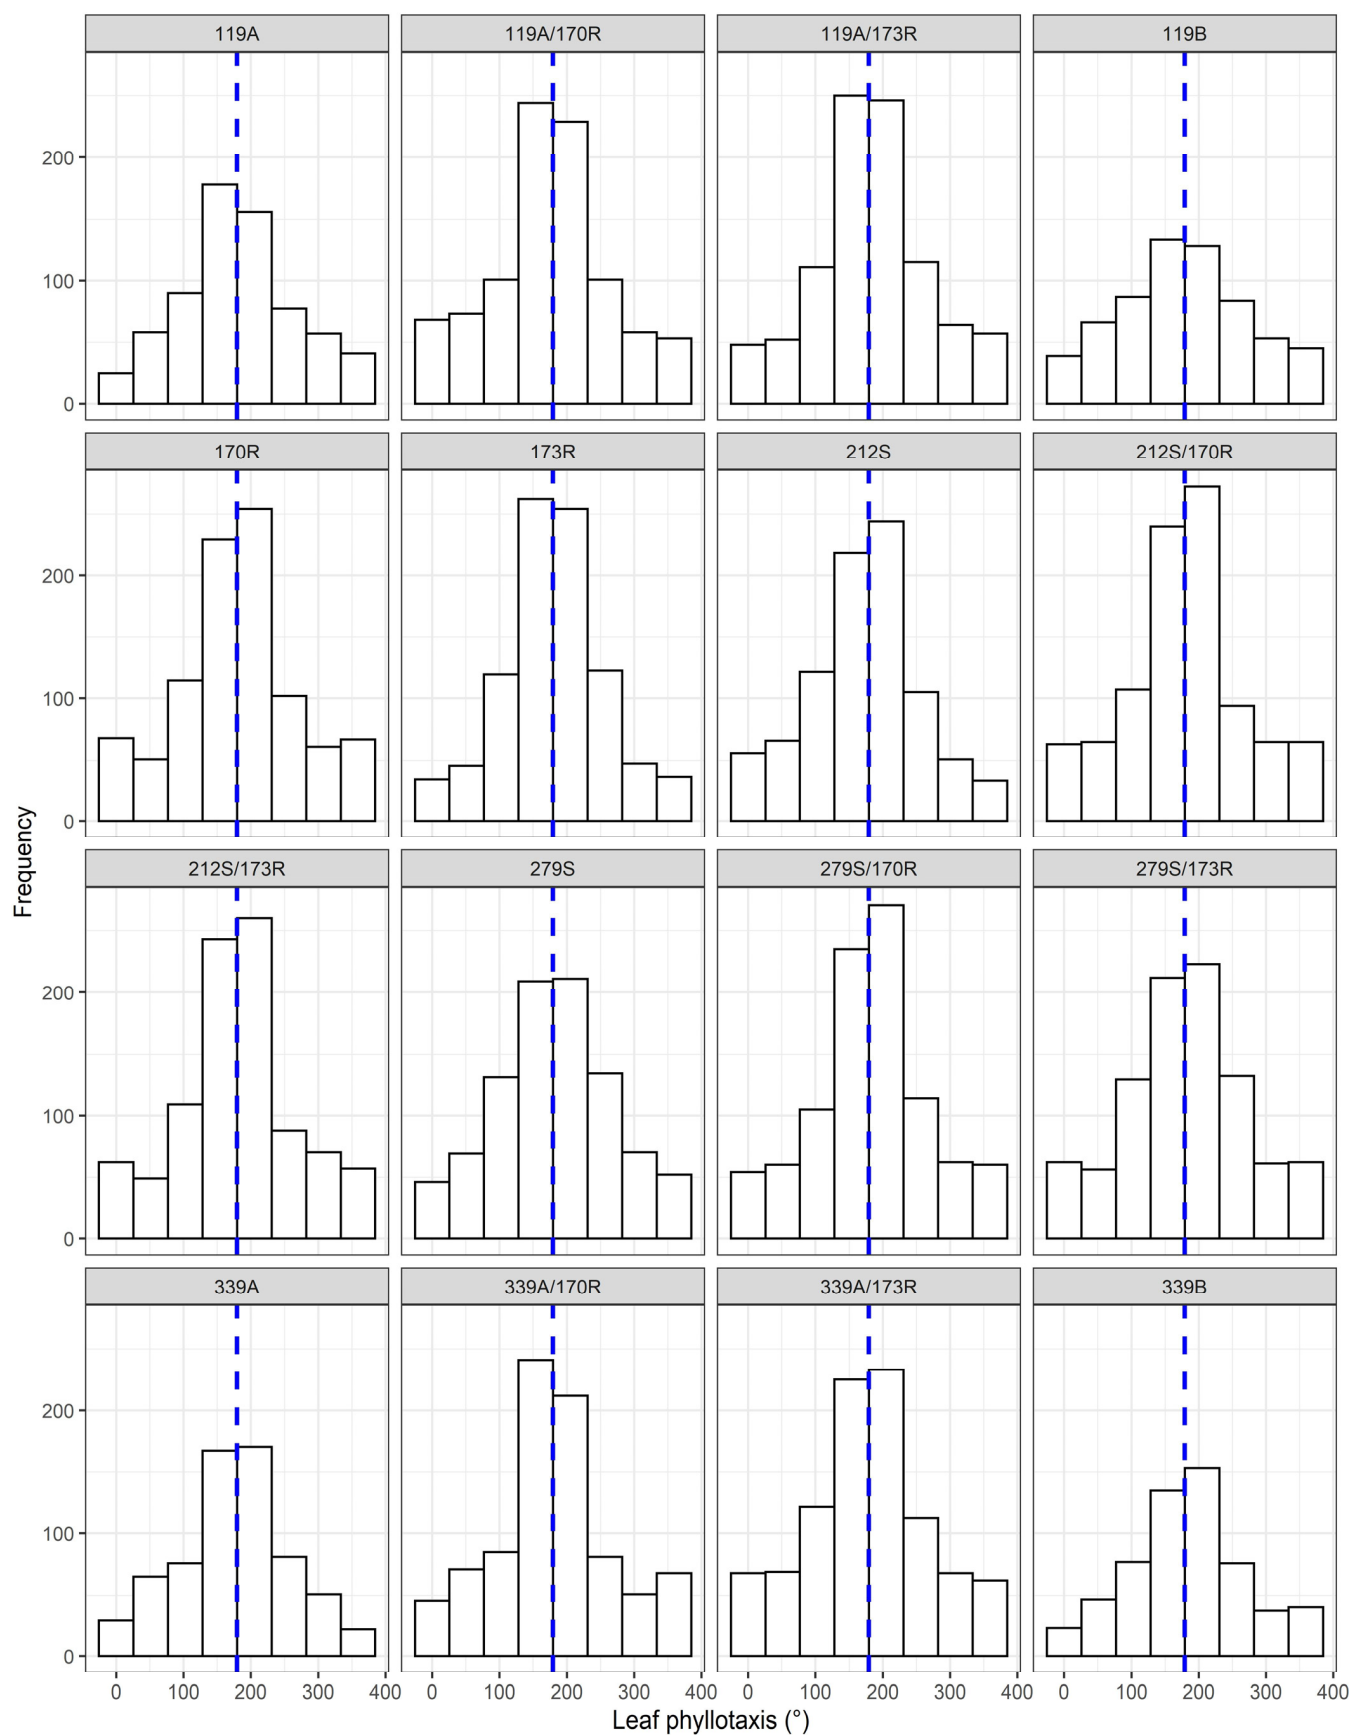 119A 119A/170R 119A/173R 119B
200
100
0
170R 173R 212S 212S/170R
200
100
0
212S/173R 279S 279S/170R 279S/173R
200
100
0
339A 339A/170R 339A/173R 339B
200
100
0
Frequency
0 100 200 300 400 0 100 200 300 400 0 100 200 300 400 0 100 200 300 400
Leaf phyllotaxis (°)